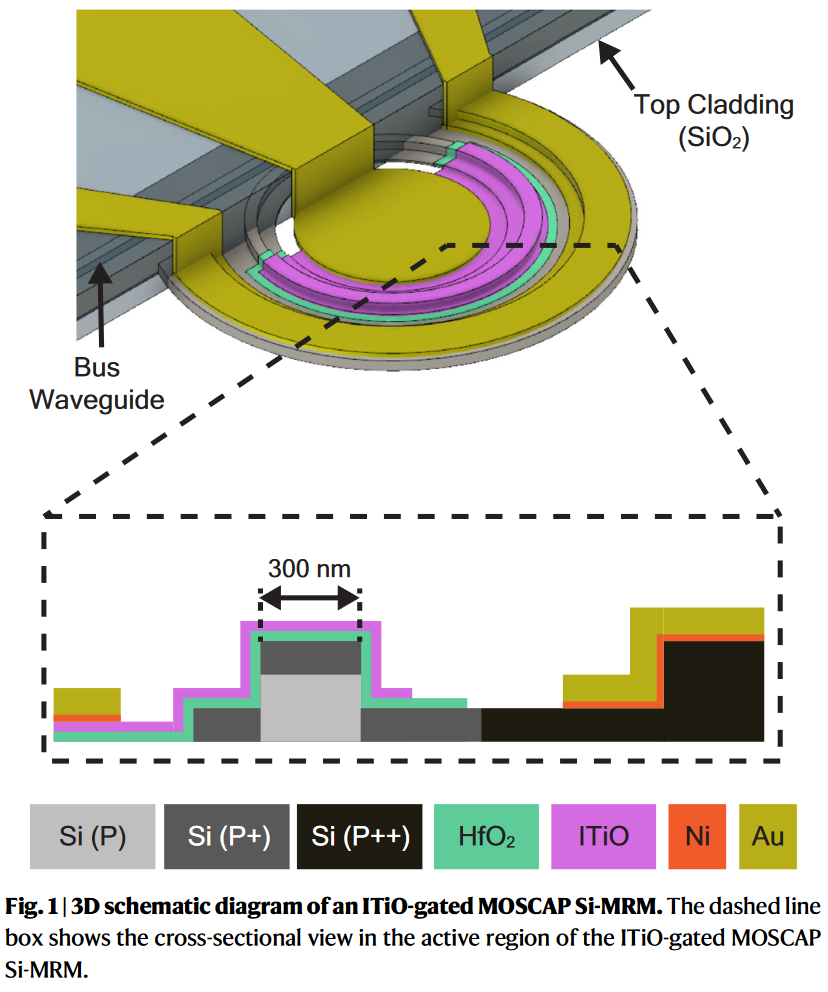 Top Cladding
(SiO₂)
Bus
Waveguide
300 nm
Si (P)
Si (P+)
Si (P++)
HfO₂
ITiO
Ni
Au
Fig. 1 | 3D schematic diagram of an ITiO-gated MOSCAP Si-MRM. The dashed line
box shows the cross-sectional view in the active region of the ITiO-gated MOSCAP
Si-MRM.